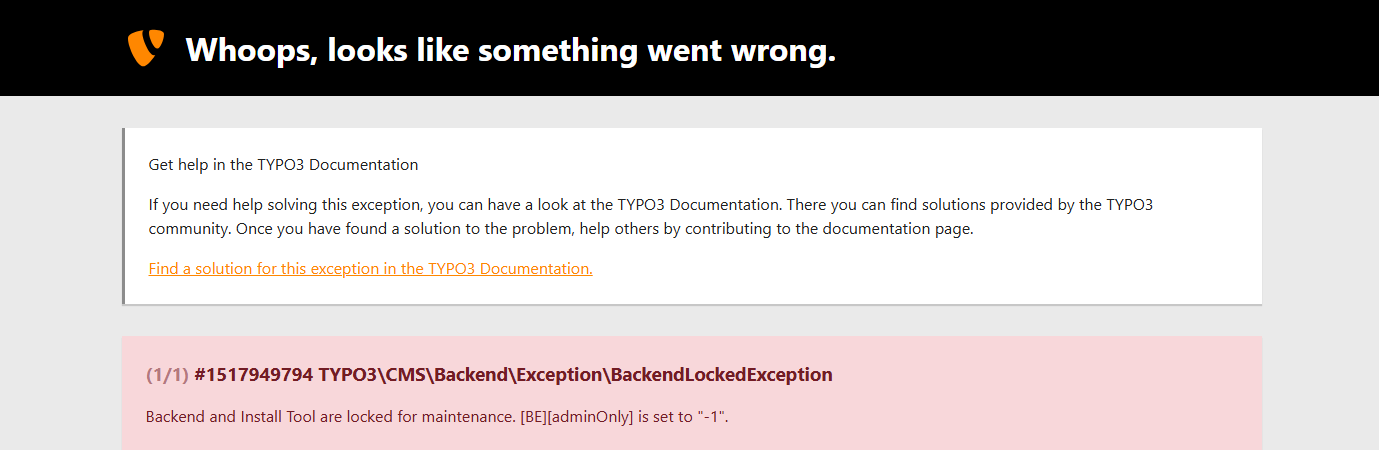 Whoops, looks like something went wrong.
Get help in the TYPO3 Documentation
If you need help solving this exception, you can have a look at the TYPO3 Documentation. There you can find solutions provided by the TYPO3
community. Once you have found a solution to the problem, help others by contributing to the documentation page.
Find a solution for this exception in the TYPO3 Documentation.
(1/1) #1517949794 TYPO3\CMS\Backend\Exception\BackendLockedException
Backend and Install Tool are locked for maintenance. [BE][adminOnly] is set to "-1".